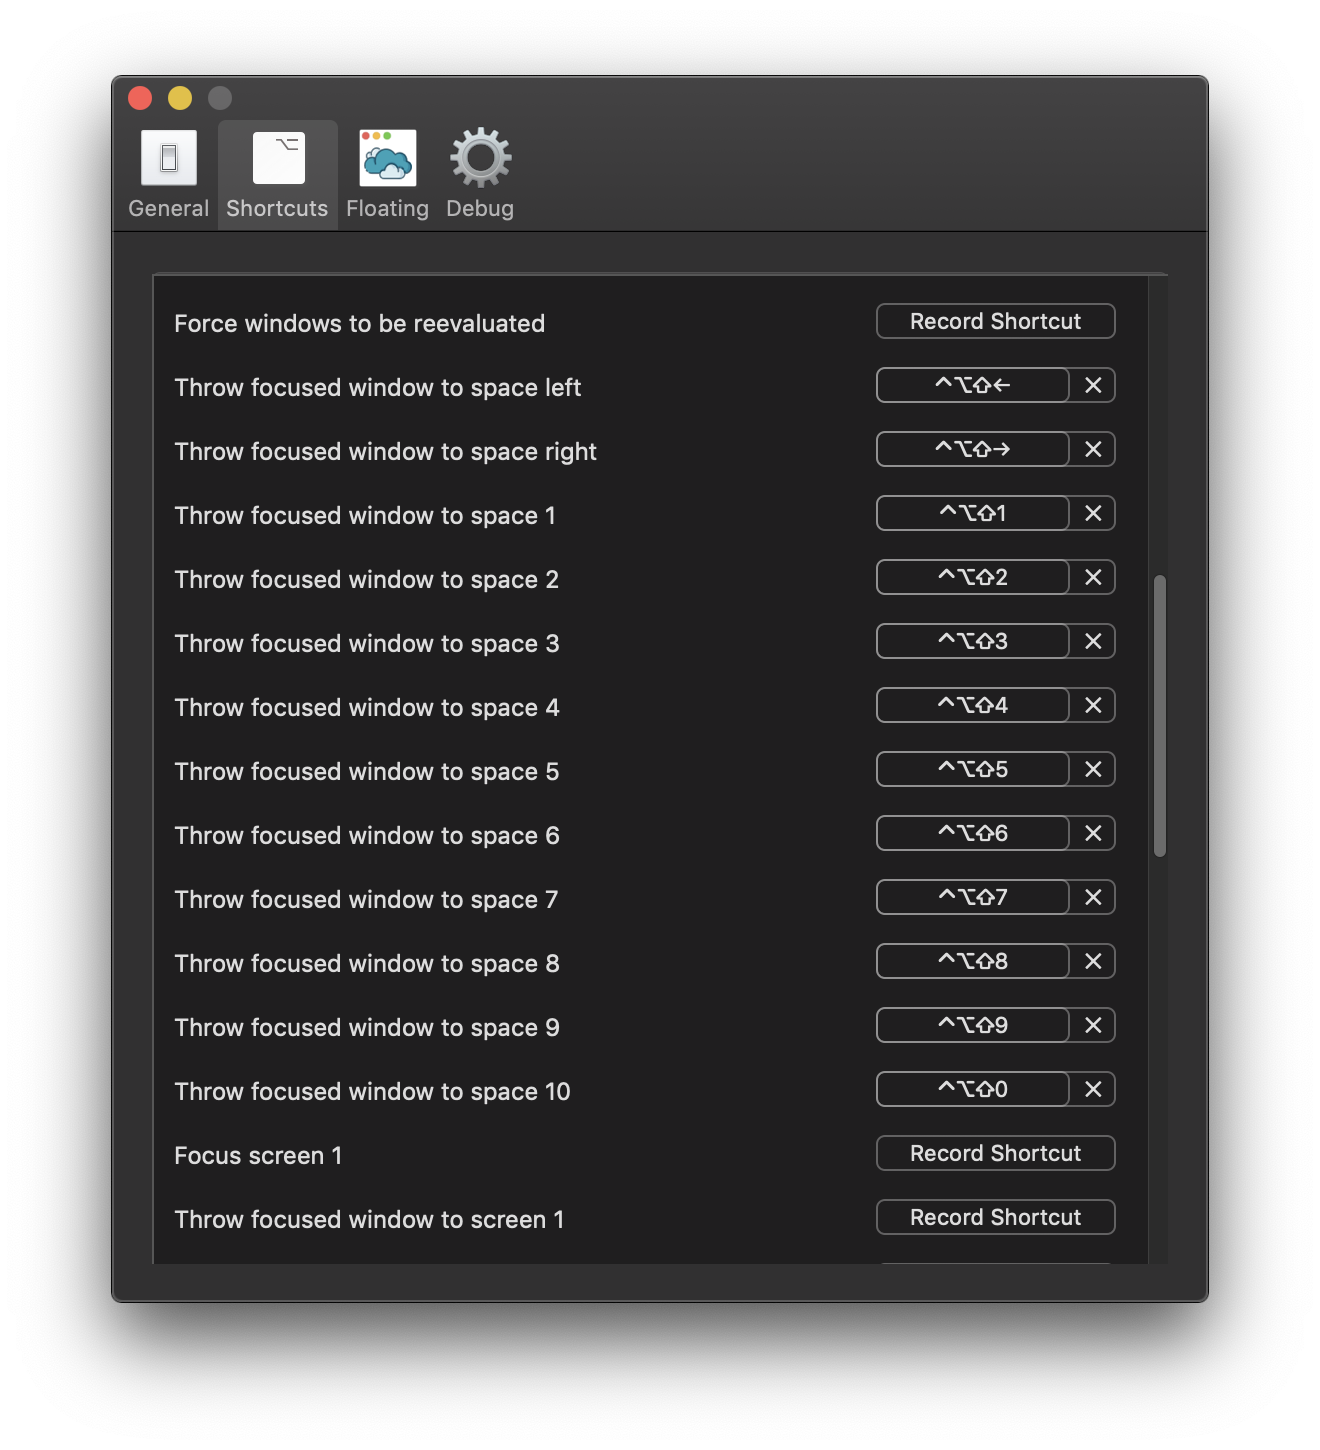 General Shortcuts Floating Debug
Force windows to be reevaluated Record Shortcut
Throw focused window to space left ^⌥⇧←
Throw focused window to space right ^⌥⇧→
Throw focused window to space 1 ^⌥⇧1
Throw focused window to space 2 ^⌥⇧2
Throw focused window to space 3 ^⌥⇧3
Throw focused window to space 4 ^⌥⇧4
Throw focused window to space 5 ^⌥⇧5
Throw focused window to space 6 ^⌥⇧6
Throw focused window to space 7 ^⌥⇧7
Throw focused window to space 8 ^⌥⇧8
Throw focused window to space 9 ^⌥⇧9
Throw focused window to space 10 ^⌥⇧0
Focus screen 1 Record Shortcut
Throw focused window to screen 1 Record Shortcut